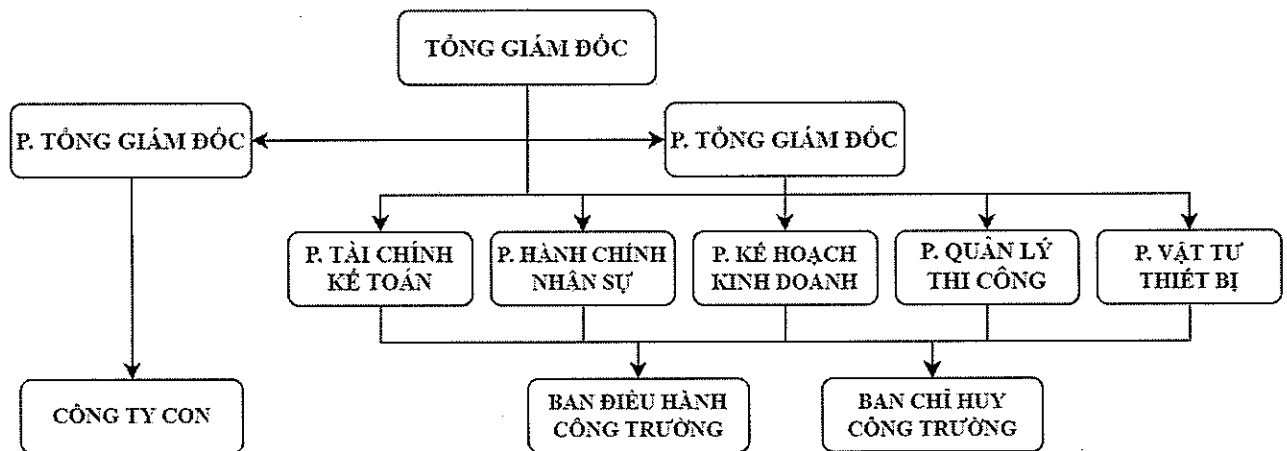 TỔNG GIÁM ĐỐC
P. TỔNG GIÁM ĐỐC
P. TỔNG GIÁM ĐỐC
P. TÀI CHÍNH
KẾ TOÁN
P. HÀNH CHÍNH
NHÂN SỰ
P. KẾ HOẠCH
KINH DOANH
P. QUẢN LÝ
THI CÔNG
P. VẬT TƯ
THIẾT BỊ
CÔNG TY CON
BAN ĐIỀU HÀNH
CÔNG TRƯỜNG
BAN CHỈ HUY
CÔNG TRƯỜNG